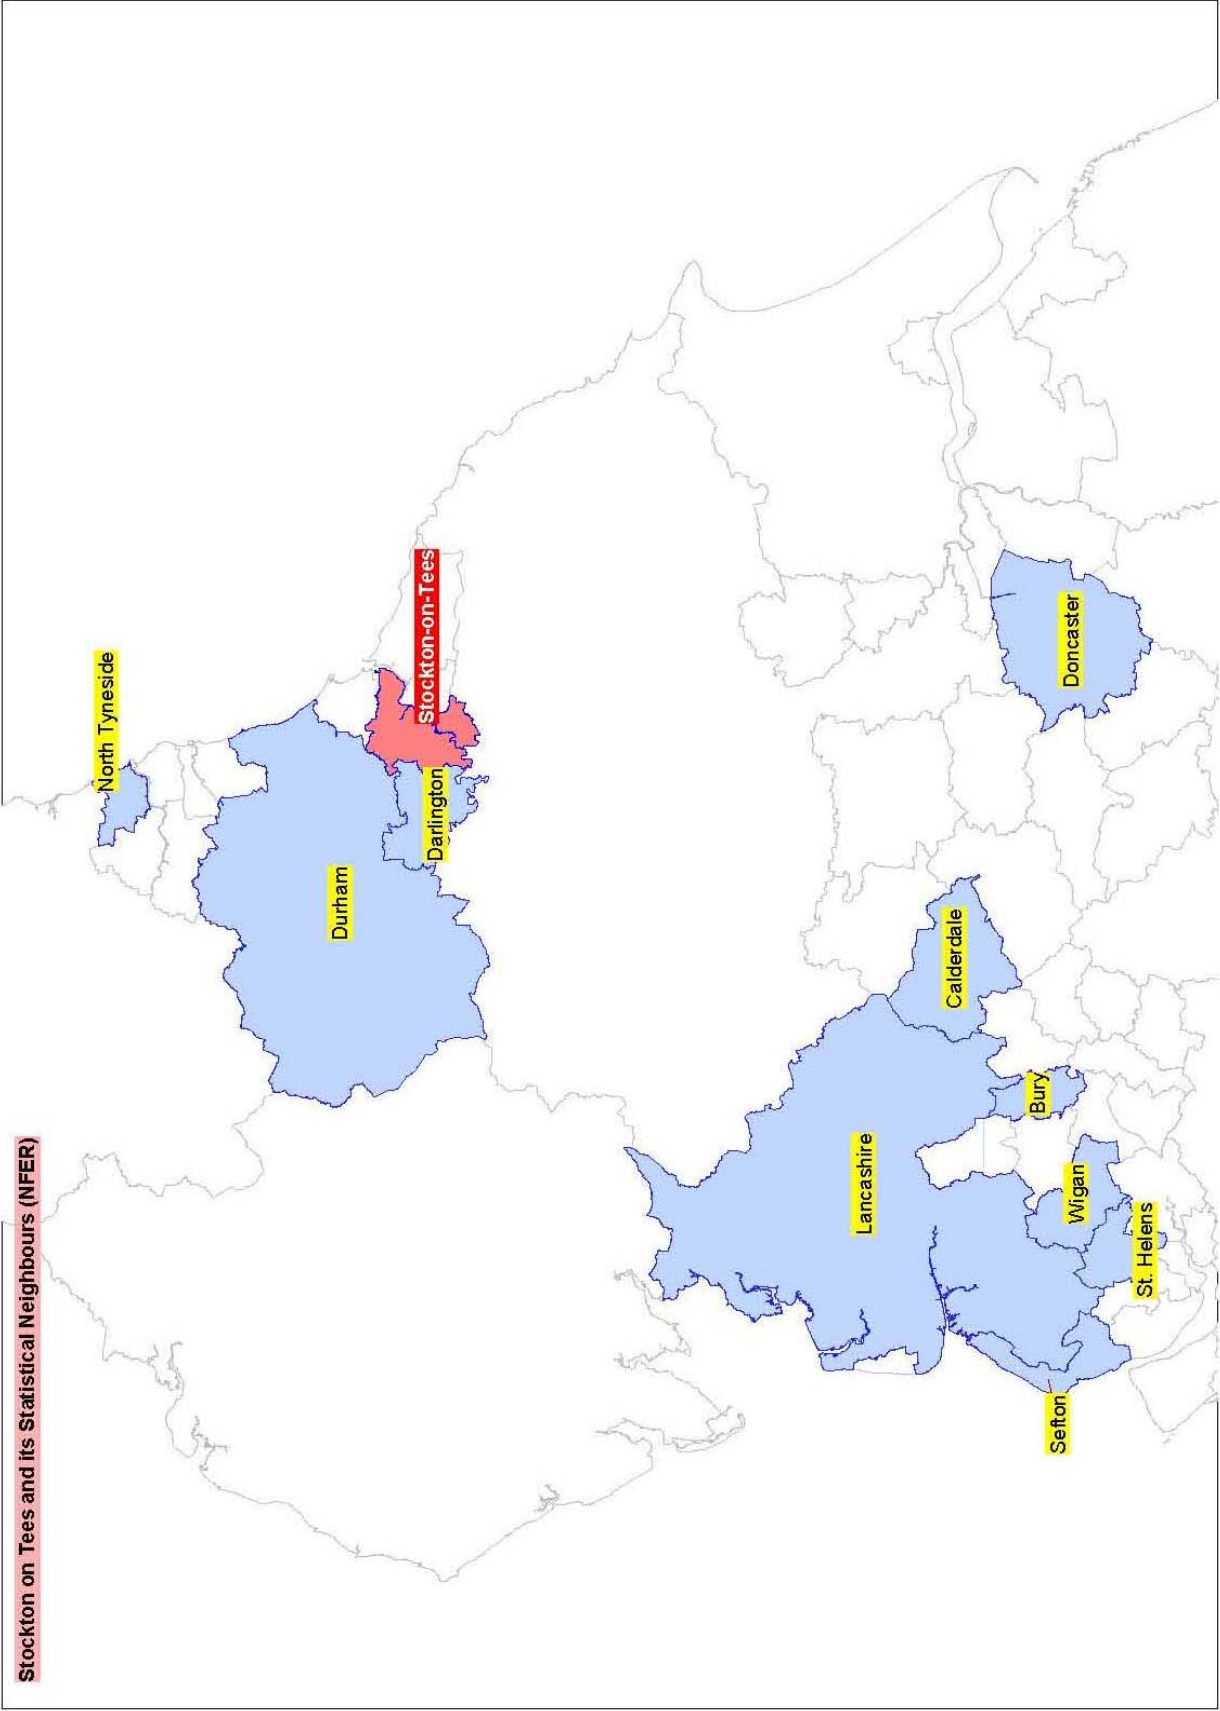 Stockton on Tees and its Statistical Neighbours (NFER)
North Tyneside
Durham
Stockton-on-Tees
Darlington
Lancashire
Calderdale
Bury
Sefton
Wigan
Doncaster
St. Helens